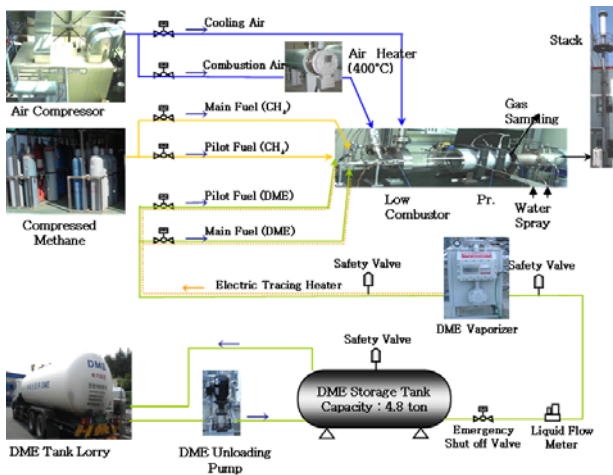 Cooling Air
Stack
Combustion Air
Air Heater
(400°C)
Air Compressor
Main Fuel (CH₄)
Gas
Sampling
Pilot Fuel (CH₄)
Compressed
Methane
Pilot Fuel (DME)
Low Pr.
Combustor
Water
Spray
Main Fuel (DME)
Safety Valve
Safety Valve
Electric Tracing Heater
DME Vaporizer
Safety Valve
DME
DME Storage Tank
Capacity : 4.8 ton
DME Tank Lorry
DME Unloading
Pump
Emergency
Shut off Valve
Liquid Flow
Meter